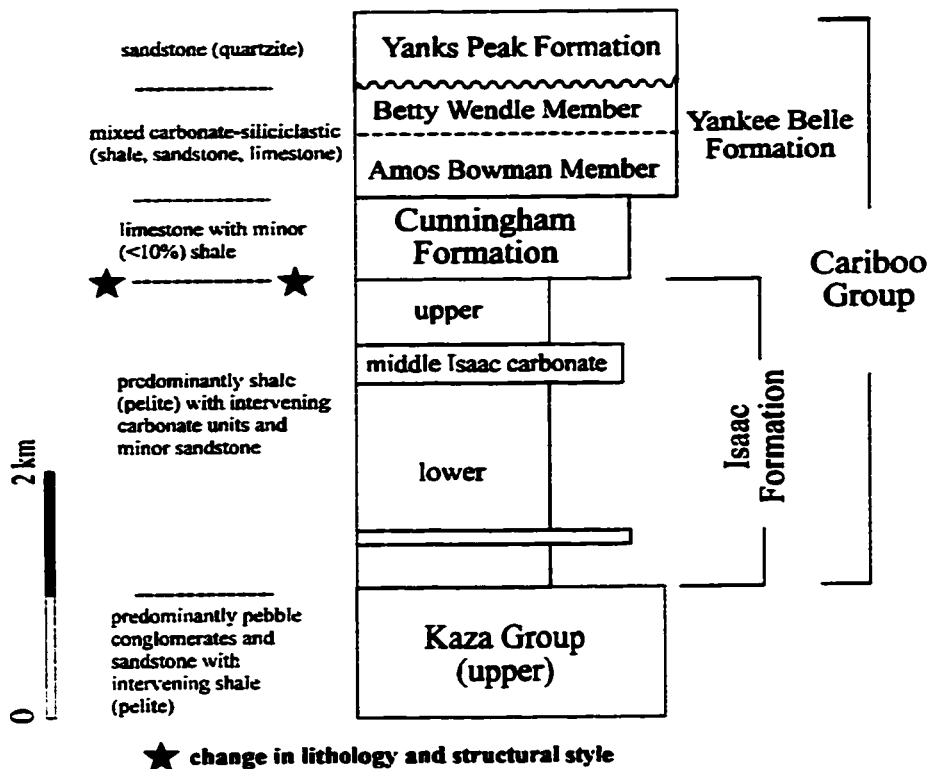 sandstone (quartzite)
Yanks Peak Formation
Betty Wendle Member
mixed carbonate-siliciclastic
(shale, sandstone, limestone)
Amos Bowman Member
Yankee Belle
Formation
limestone with minor
(<10%) shale
Cunningham
Formation
Cariboo
Group
upper
middle Isaac carbonate
predominantly shale
(pelite) with intervening
carbonate units and
minor sandstone
lower
Isaac
Formation
2 km
0
predominantly pebble
conglomerates and
sandstone with
intervening shale
(pelite)
Kaza Group
(upper)
★ change in lithology and structural style